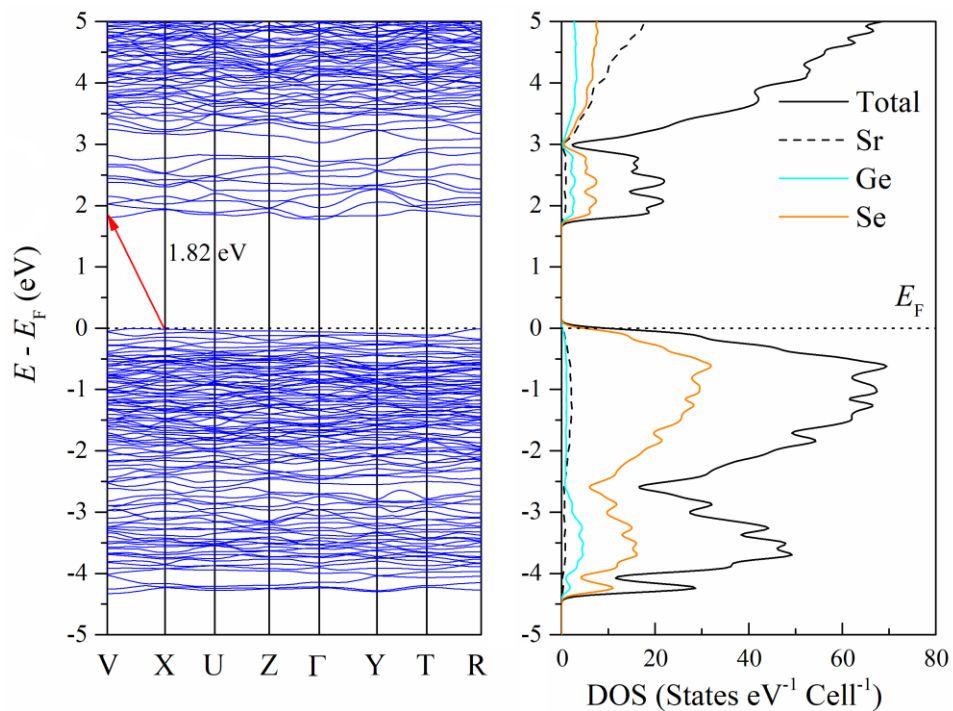 5
4
3
2
1
0
-1
-2
-3
-4
-5
E - E_F (eV)
1.82 eV
V X U Z Γ Y T R
5
4
3
2
1
0
-1
-2
-3
-4
-5
Total
Sr
Ge
Se
E_F
0 20 40 60 80
DOS (States eV⁻¹ Cell⁻¹)